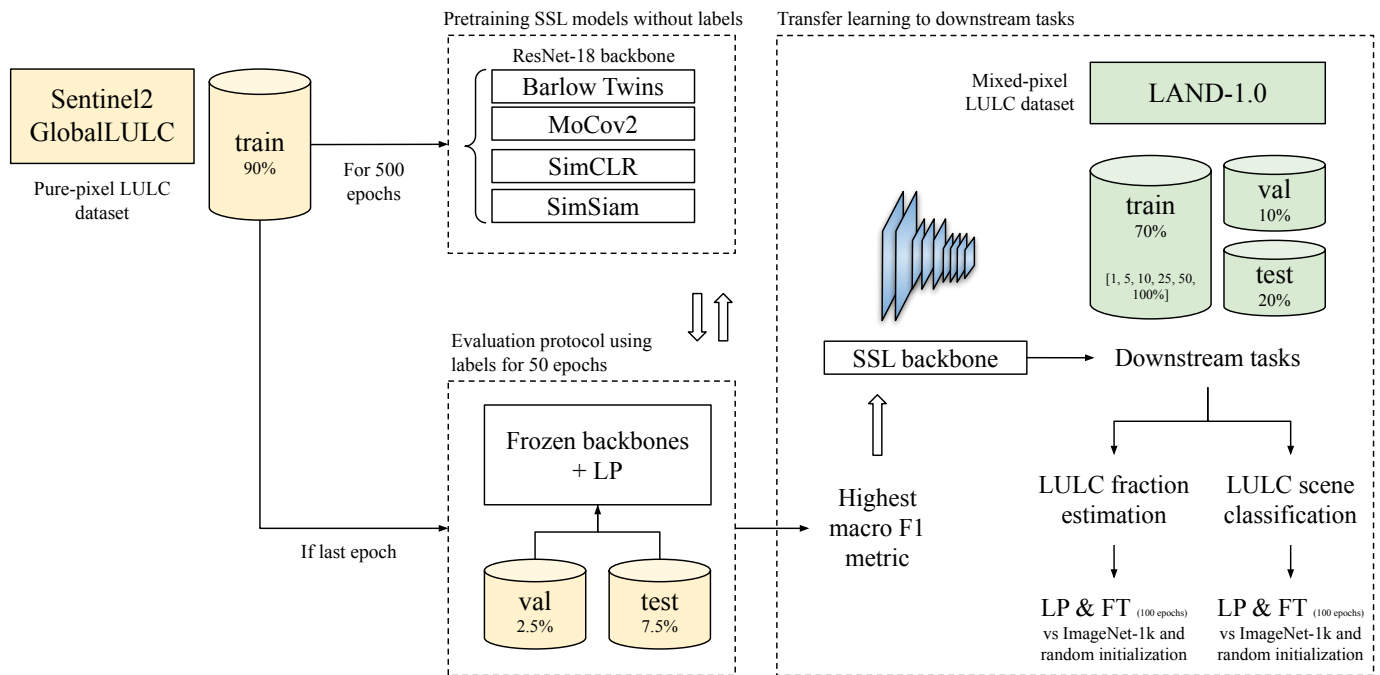 Pretraining SSL models without labels
Transfer learning to downstream tasks
Sentinel2
GlobalLULC
Pure-pixel LULC
dataset
train
90%
For 500
epochs
ResNet-18 backbone
Barlow Twins
MoCov2
SimCLR
SimSiam
Evaluation protocol using
labels for 50 epochs
Frozen backbones
+ LP
If last epoch
val
2.5%
test
7.5%
Highest
macro F1
metric
SSL backbone
Mixed-pixel
LULC dataset
LAND-1.0
train
70%
[1, 5, 10, 25, 50,
100%]
val
10%
test
20%
Downstream tasks
LULC fraction
estimation
LULC scene
classification
LP & FT (100 epochs)
vs ImageNet-1k and
random initialization
LP & FT (100 epochs)
vs ImageNet-1k and
random initialization